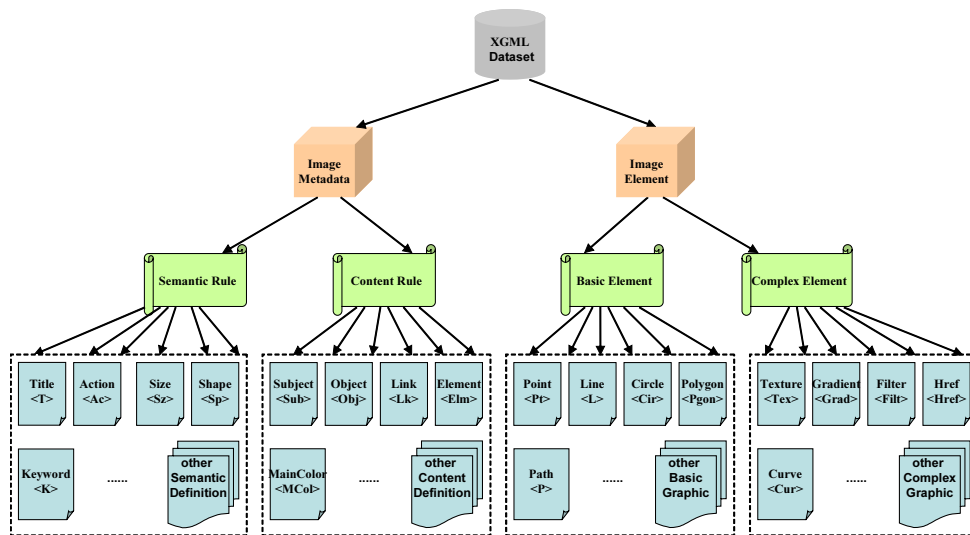 XGML
Dataset
Image
Metadata
Image
Element
Semantic Rule
Content Rule
Basic Element
Complex Element
Title
<T>
Action
<Ac>
Size
<Sz>
Shape
<Sp>
Subject
<Sub>
Object
<Obj>
Link
<Lk>
Element
<Elm>
Point
<Pt>
Line
<L>
Circle
<Cir>
Polygon
<Pgon>
Texture
<Tex>
Gradient
<Grad>
Filter
<Filt>
Href
<Href>
Keyword
<K>
......
other
Semantic
Definition
MainColor
<MCol>
......
other
Content
Definition
Path
<P>
......
other
Basic
Graphic
Curve
<Cur>
......
other
Complex
Graphic